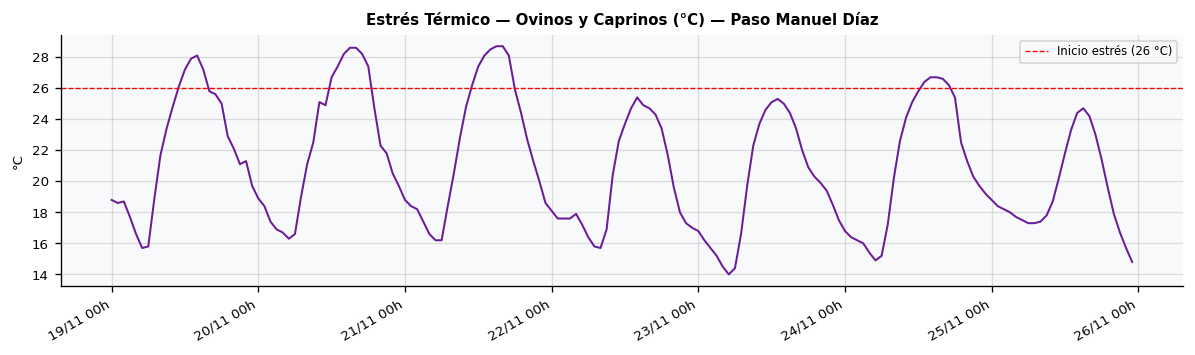 Estrés Térmico — Ovinos y Caprinos (°C) — Paso Manuel Díaz
Inicio estrés (26 °C)
°C
28
26
24
22
20
18
16
14
19/11 00h
20/11 00h
21/11 00h
22/11 00h
23/11 00h
24/11 00h
25/11 00h
26/11 00h